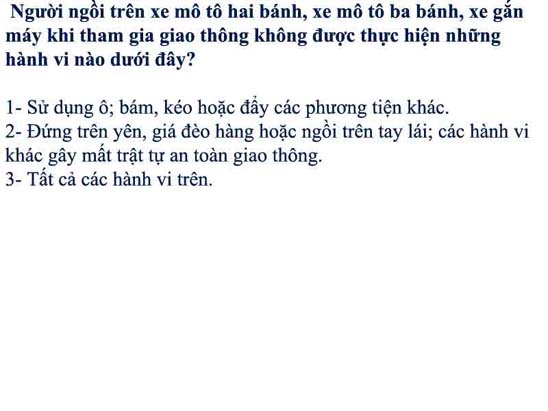 Người ngồi trên xe mô tô hai bánh, xe mô tô ba bánh, xe gắn
máy khi tham gia giao thông không được thực hiện những
hành vi nào dưới đây?
1- Sử dụng ô; bám, kéo hoặc đẩy các phương tiện khác.
2- Đứng trên yên, giá đèo hàng hoặc ngồi trên tay lái; các hành vi
khác gây mất trật tự an toàn giao thông.
3- Tất cả các hành vi trên.